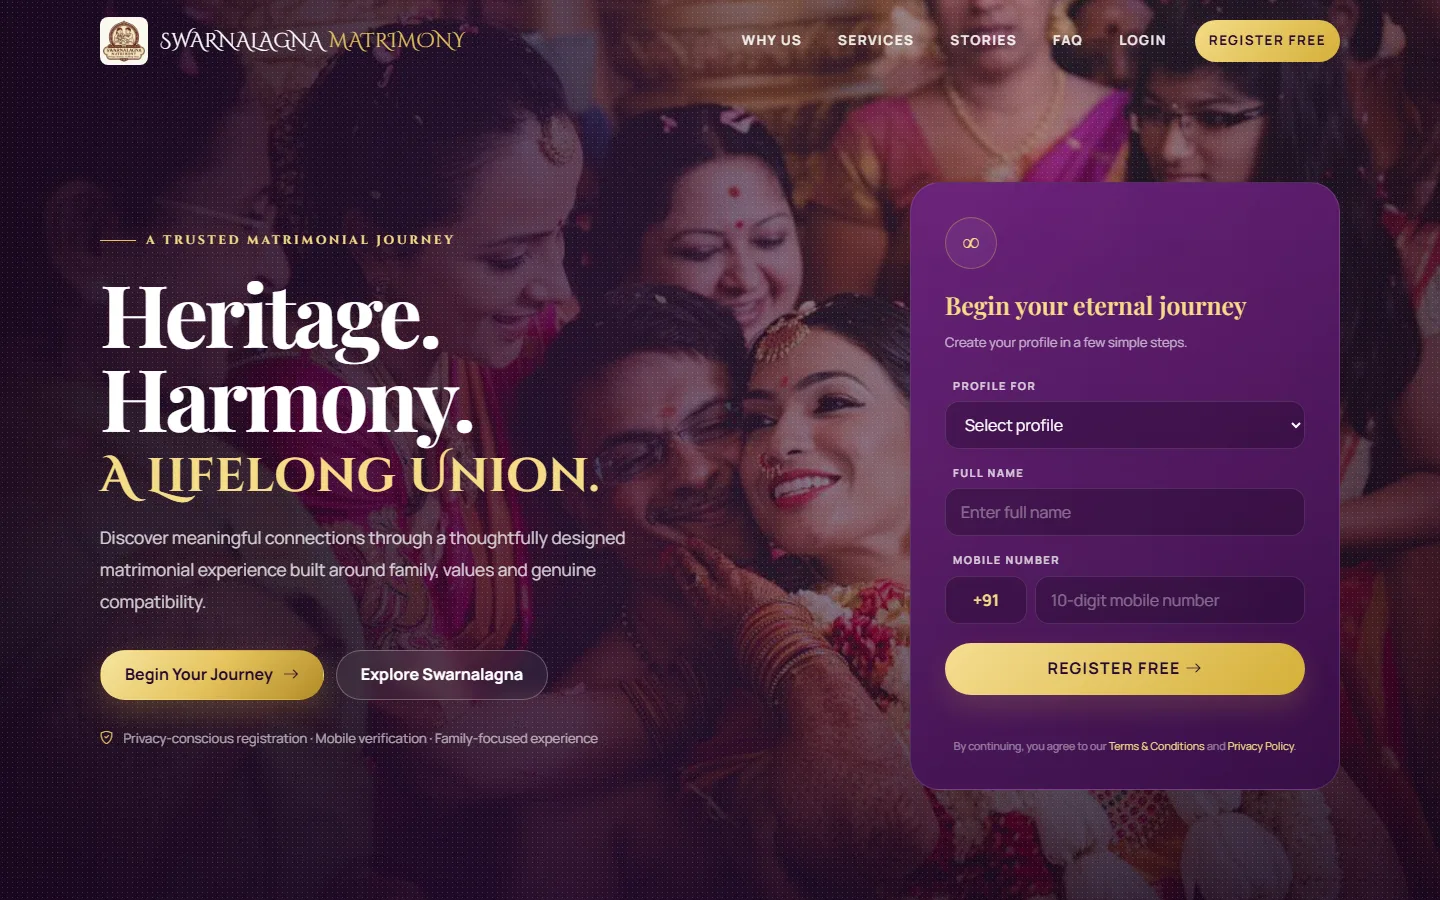 SWARNALAGNA MATRIMONY
WHY US
SERVICES
STORIES
FAQ
LOGIN
REGISTER FREE
A TRUSTED MATRIMONIAL JOURNEY
Heritage.
Harmony.
A Lifelong Union.
Discover meaningful connections through a thoughtfully designed
matrimonial experience built around family, values and genuine
compatibility.
Begin Your Journey →
Explore Swarnalagna
Privacy-conscious registration · Mobile verification · Family-focused experience
∞
Begin your eternal journey
Create your profile in a few simple steps.
PROFILE FOR
Select profile
FULL NAME
Enter full name
MOBILE NUMBER
+91
10-digit mobile number
REGISTER FREE →
By continuing, you agree to our Terms & Conditions and Privacy Policy.